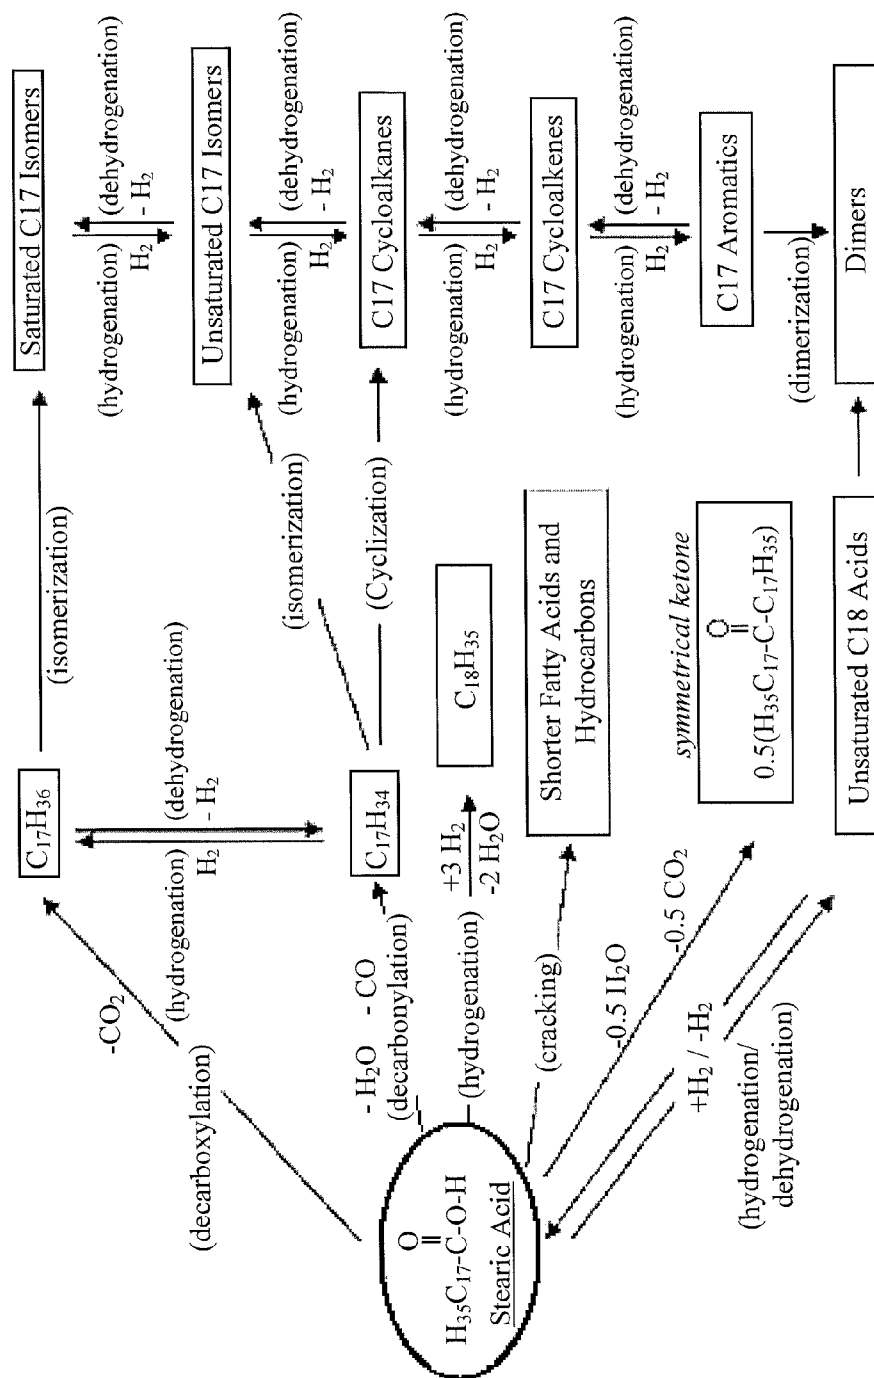 H₃₅C₁₇-C-O-H
O
Stearic Acid
-CO₂
(decarboxylation)
C₁₇H₃₆
(isomerization)
Saturated C17 Isomers
(hydrogenation)
H₂
(dehydrogenation)
- H₂
(hydrogenation)
H₂
(dehydrogenation)
- H₂
Unsaturated C17 Isomers
(isomerization)
- H₂O - CO
(decarbonylation)
C₁₇H₃₄
(Cyclization)
(hydrogenation)
H₂
(dehydrogenation)
- H₂
C17 Cycloalkanes
(hydrogenation)
+3 H₂
-2 H₂O
C₁₈H₃₅
(hydrogenation)
H₂
(dehydrogenation)
- H₂
(cracking)
Shorter Fatty Acids and
Hydrocarbons
C17 Cycloalkenes
(hydrogenation)
H₂
(dehydrogenation)
- H₂
-0.5 H₂O
-0.5 CO₂
symmetrical ketone
O
0.5(H₃₅C₁₇-C-C₁₇H₃₅)
C17 Aromatics
(dimerization)
+H₂ / -H₂
(hydrogenation/
dehydrogenation)
Unsaturated C18 Acids
Dimers